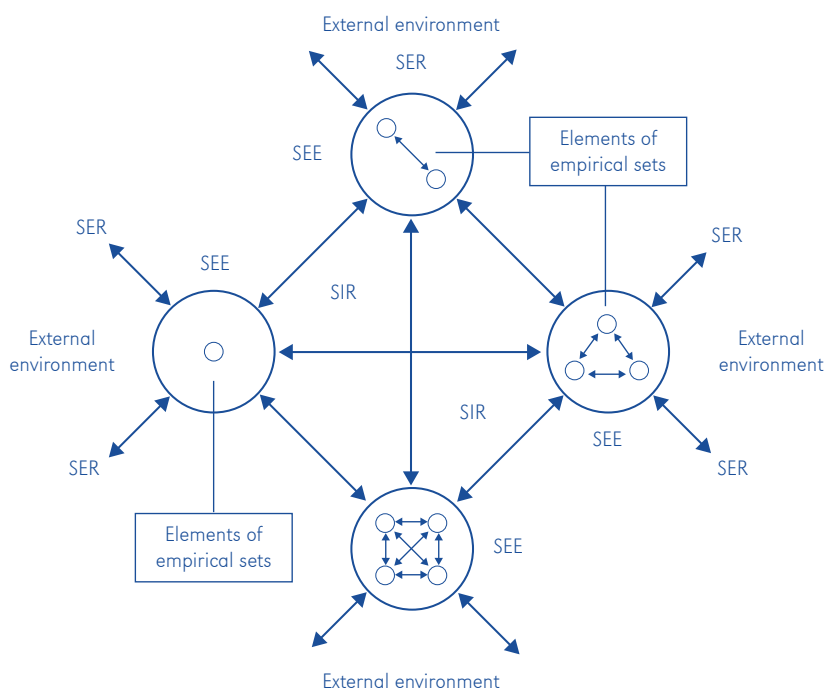 External environment
SER
Elements of
empirical sets
SEE
SER
SER
SEE
SIR
External
environment
External
environment
SIR
SEE
SER
SER
Elements of
empirical sets
SEE
External environment